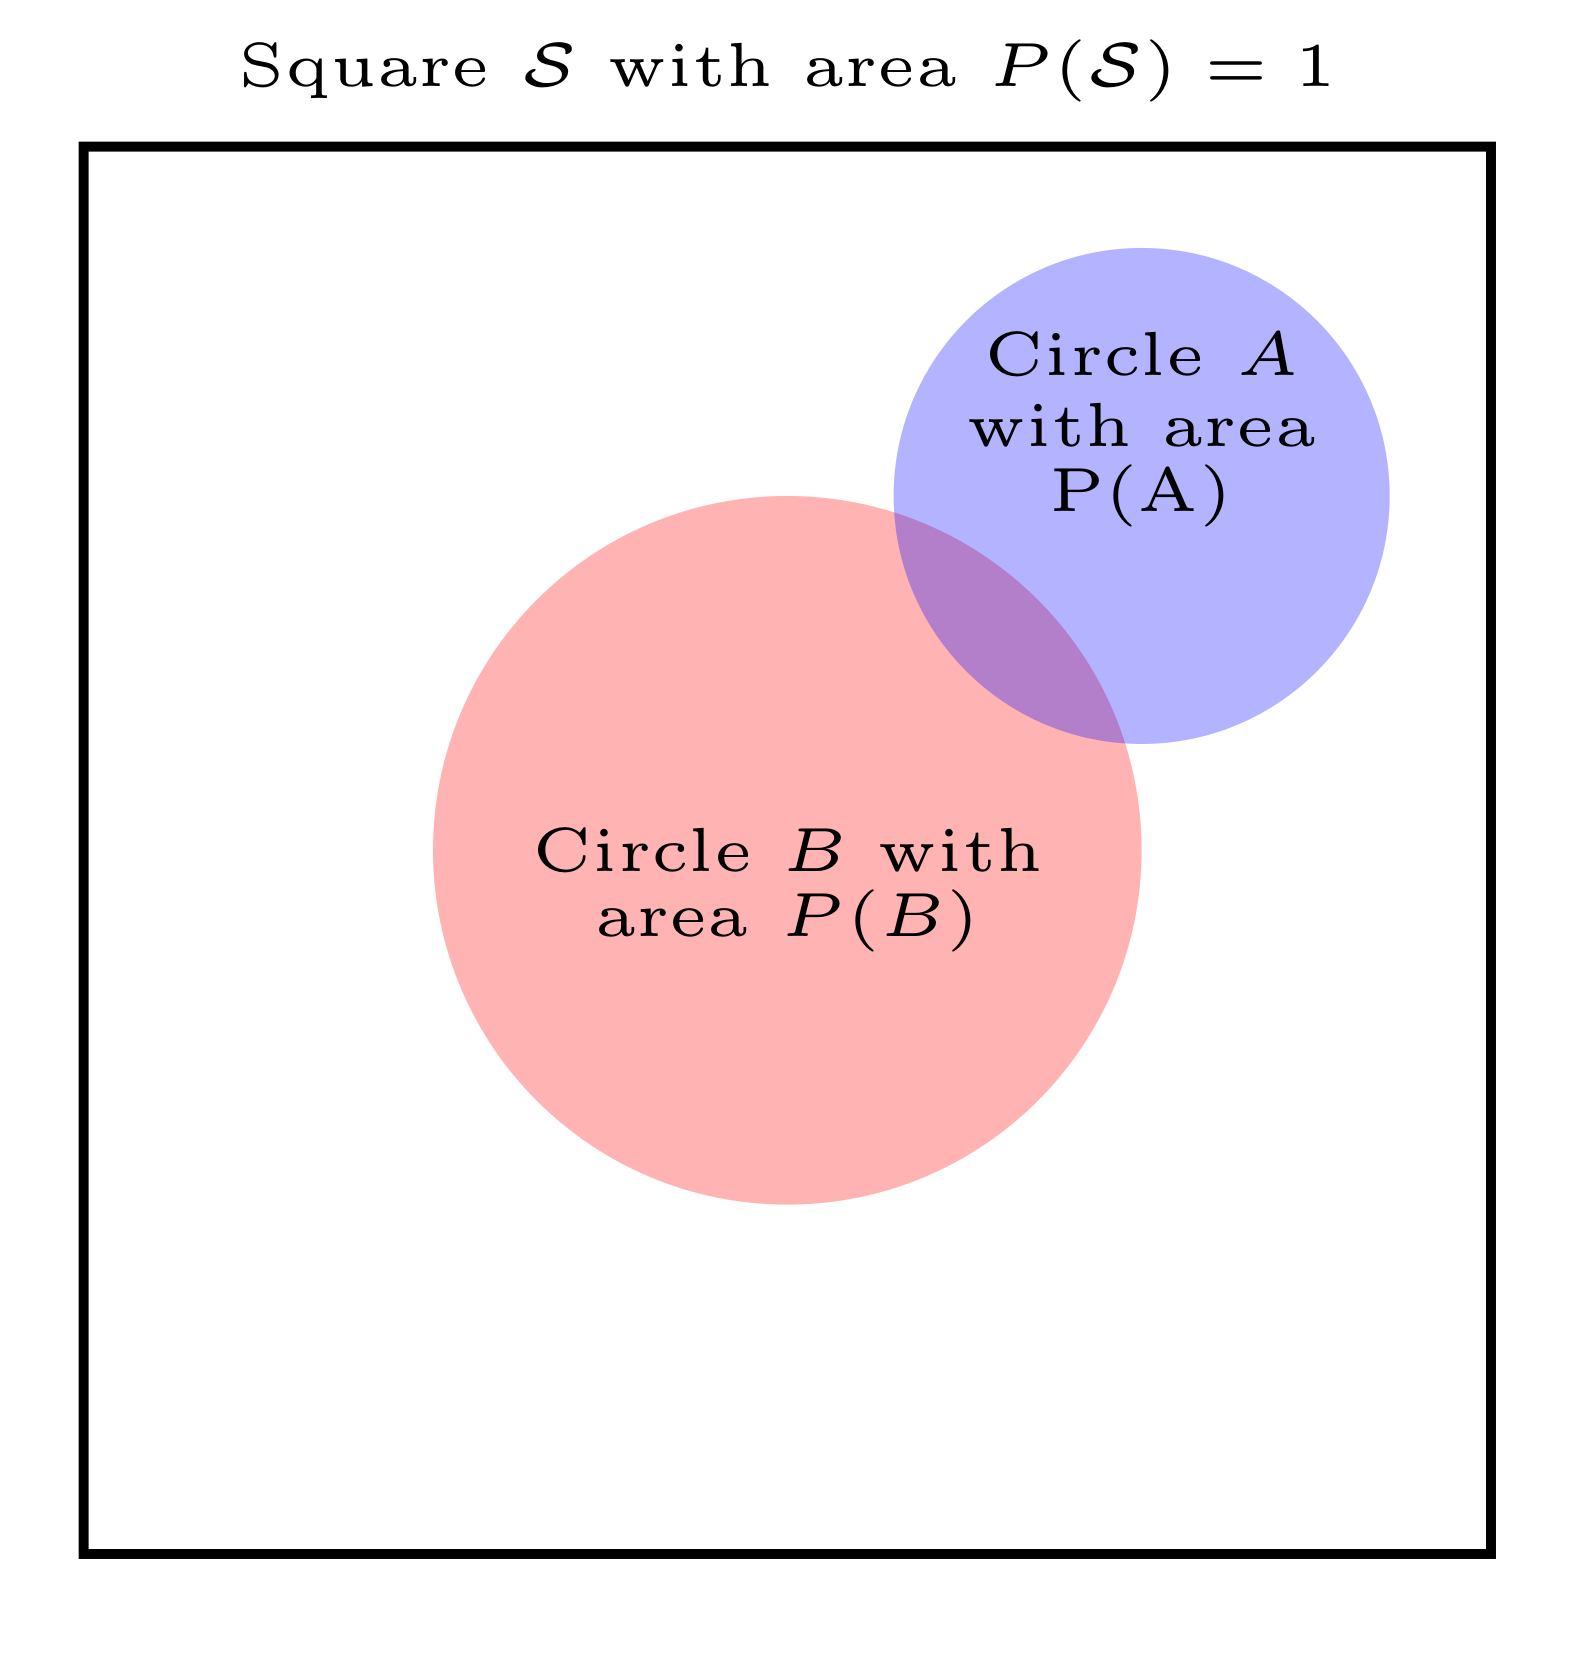 Square 𝒮 with area P(𝒮) = 1
Circle A
with area
P(A)
Circle B with
area P(B)